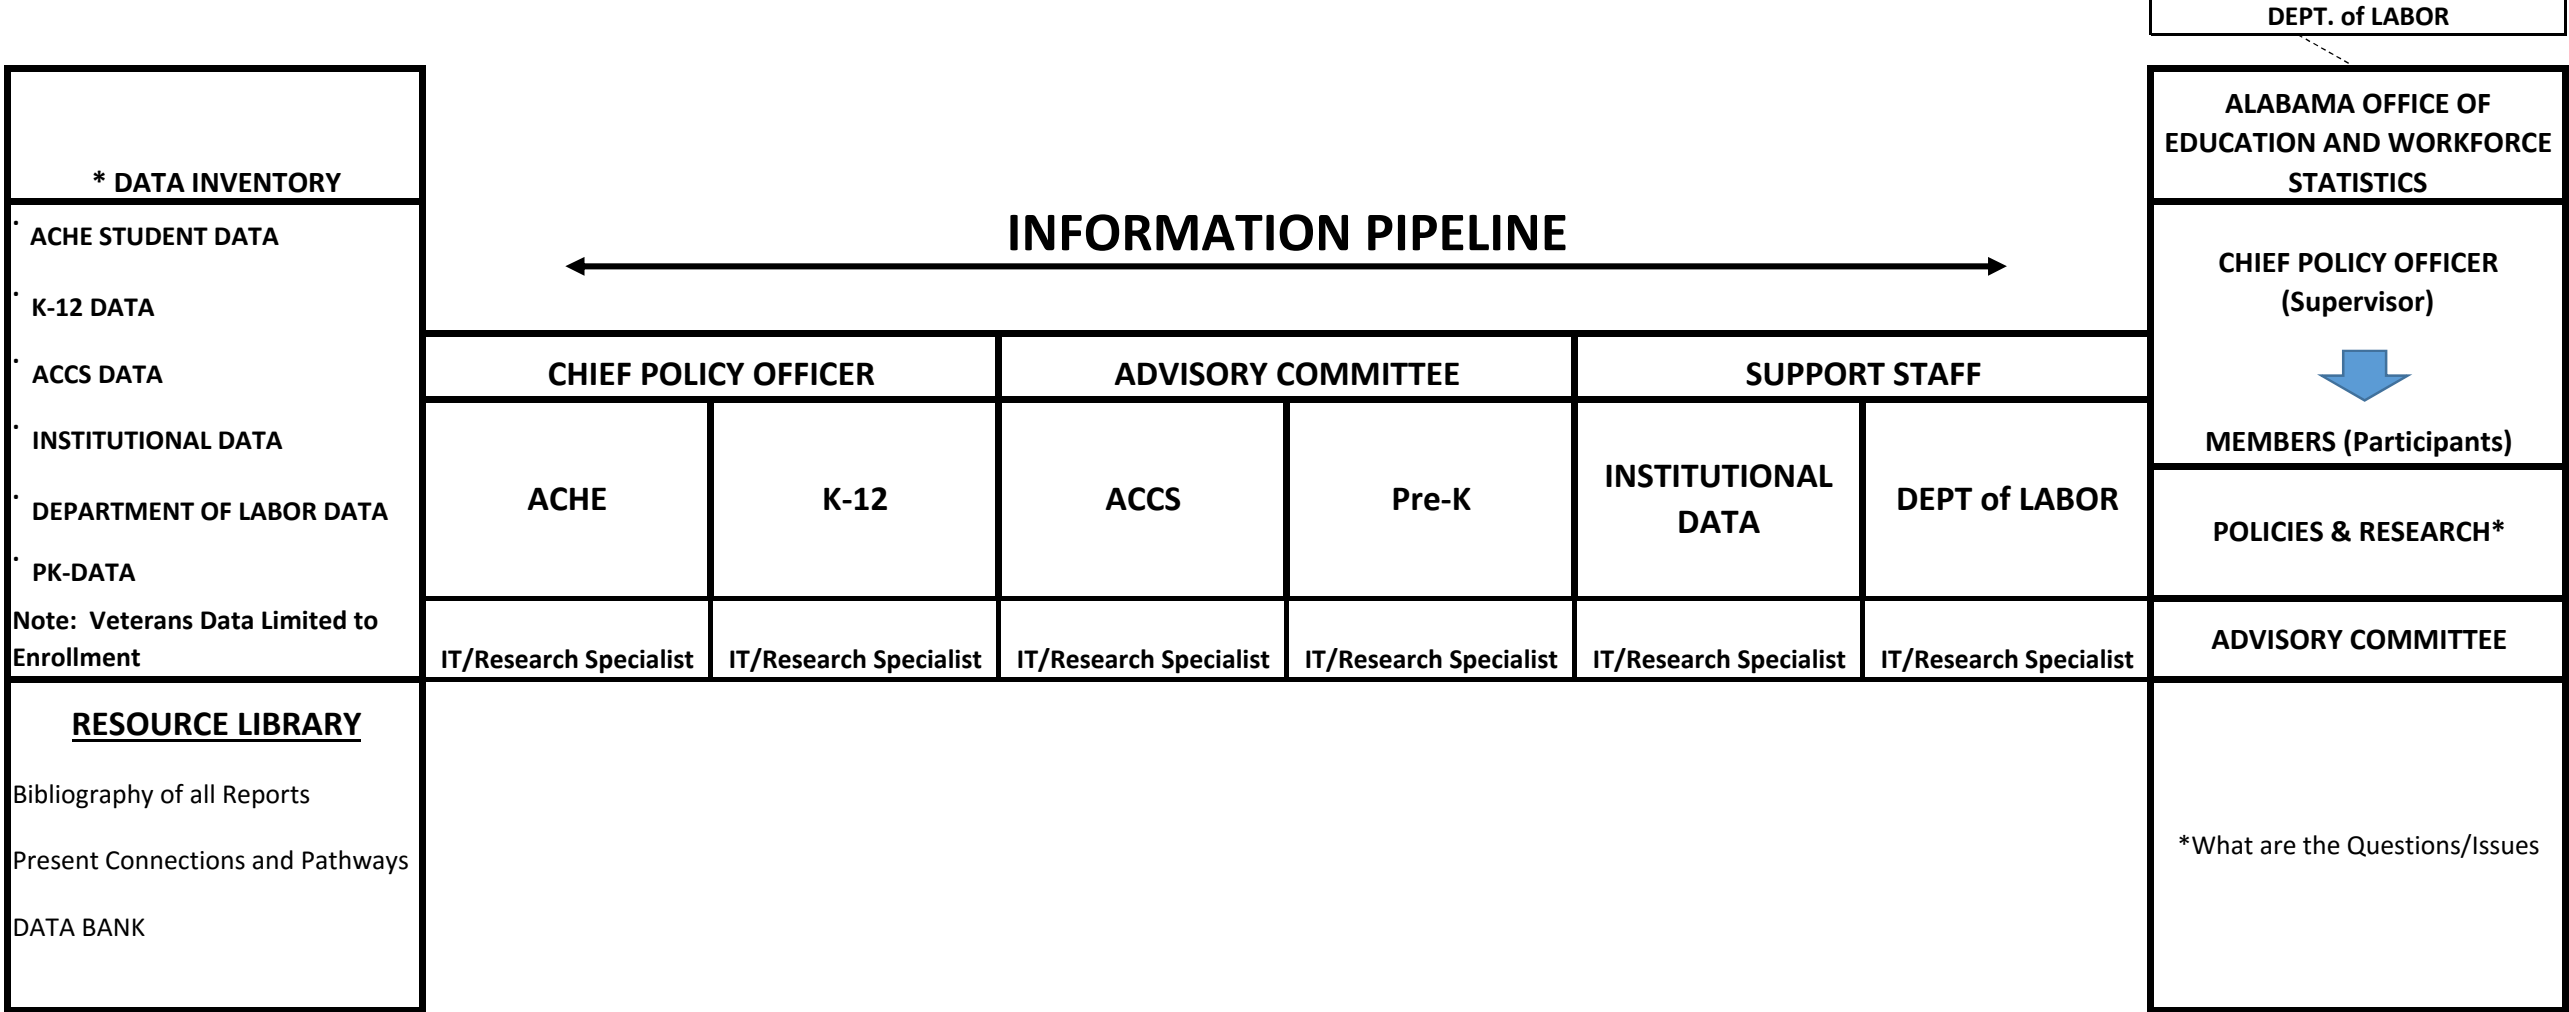 DEPT. of LABOR
* DATA INVENTORY
· ACHE STUDENT DATA
· K-12 DATA
· ACCS DATA
· INSTITUTIONAL DATA
· DEPARTMENT OF LABOR DATA
· PK-DATA
Note:  Veterans Data Limited to
Enrollment
RESOURCE LIBRARY
Bibliography of all Reports
Present Connections and Pathways
DATA BANK
INFORMATION PIPELINE
CHIEF POLICY OFFICER
ADVISORY COMMITTEE
SUPPORT STAFF
ACHE
K-12
ACCS
Pre-K
INSTITUTIONAL
DATA
DEPT of LABOR
IT/Research Specialist
IT/Research Specialist
IT/Research Specialist
IT/Research Specialist
IT/Research Specialist
IT/Research Specialist
ALABAMA OFFICE OF
EDUCATION AND WORKFORCE
STATISTICS
CHIEF POLICY OFFICER
(Supervisor)
MEMBERS (Participants)
POLICIES & RESEARCH*
ADVISORY COMMITTEE
*What are the Questions/Issues